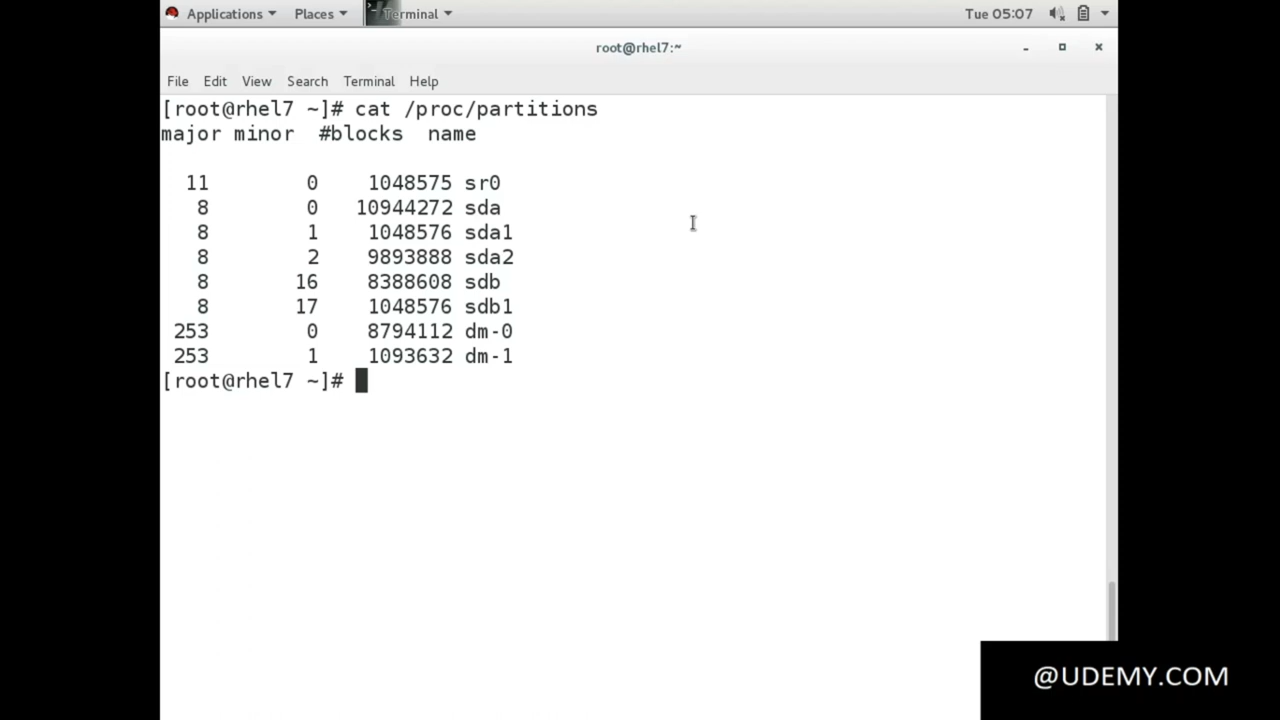 Applications Places Terminal Tue 05:07
root@rhel7:~
File Edit View Search Terminal Help
[root@rhel7 ~]# cat /proc/partitions
major minor  #blocks  name
11        0    1048575 sr0
8        0   10944272 sda
8        1    1048576 sda1
8        2    9893888 sda2
8       16    8388608 sdb
8       17    1048576 sdb1
253        0    8794112 dm-0
253        1    1093632 dm-1
[root@rhel7 ~]#
@UDEMY.COM